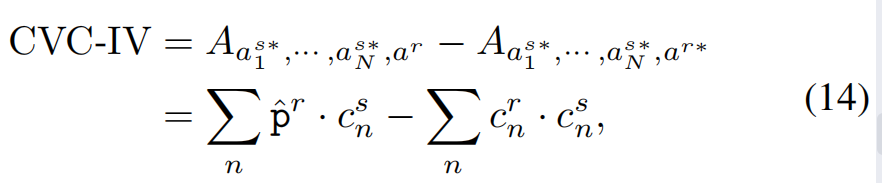 CVC-IV = A_{a_1^{s*}, ⋯ , a_N^{s*}, a^r} − A_{a_1^{s*}, ⋯ , a_N^{s*}, a^{r*}}
= ∑_n p̂^r · c_n^s − ∑_n c_n^r · c_n^s, (14)